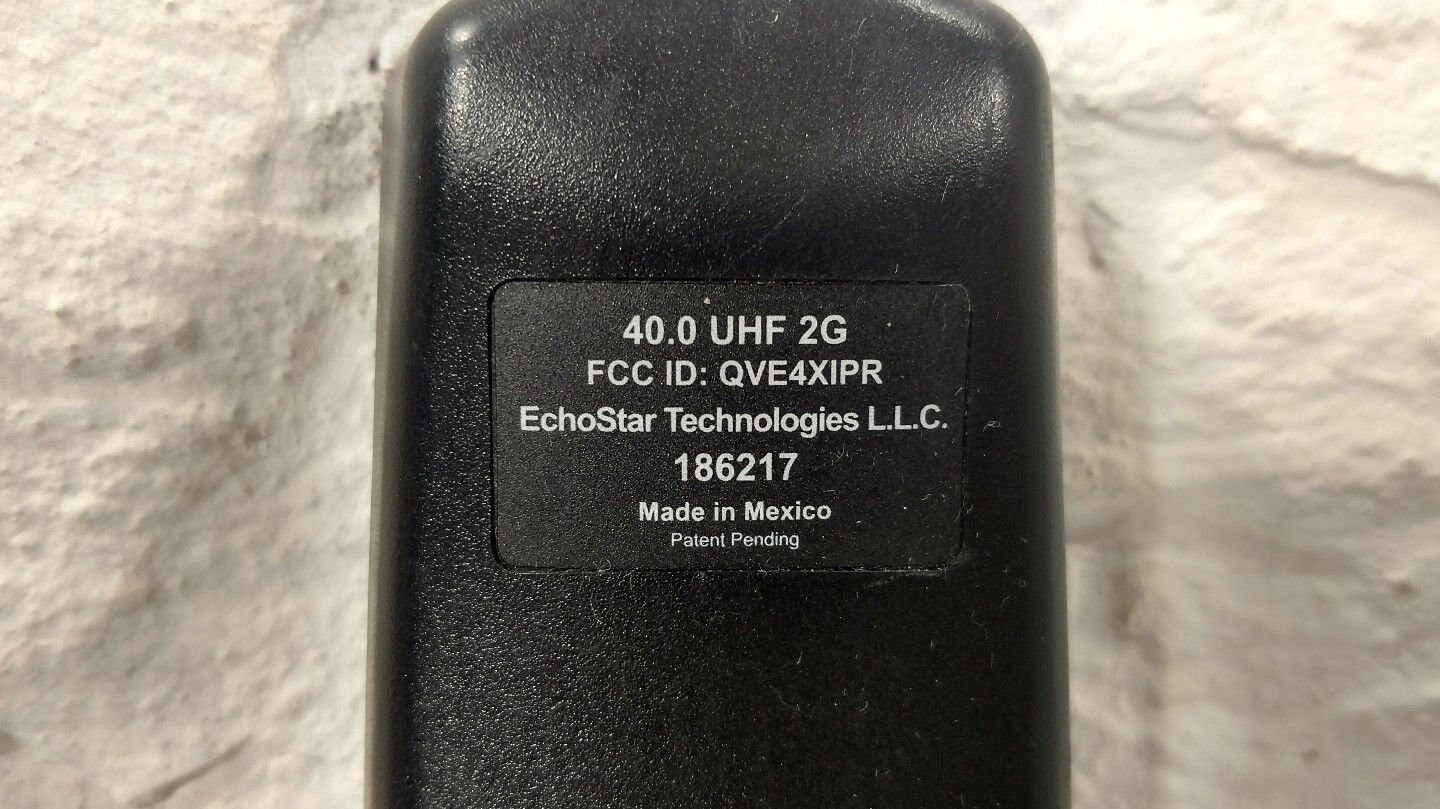 40.0 UHF 2G
FCC ID: QVE4XIPR
EchoStar Technologies L.L.C.
186217
Made in Mexico
Patent Pending